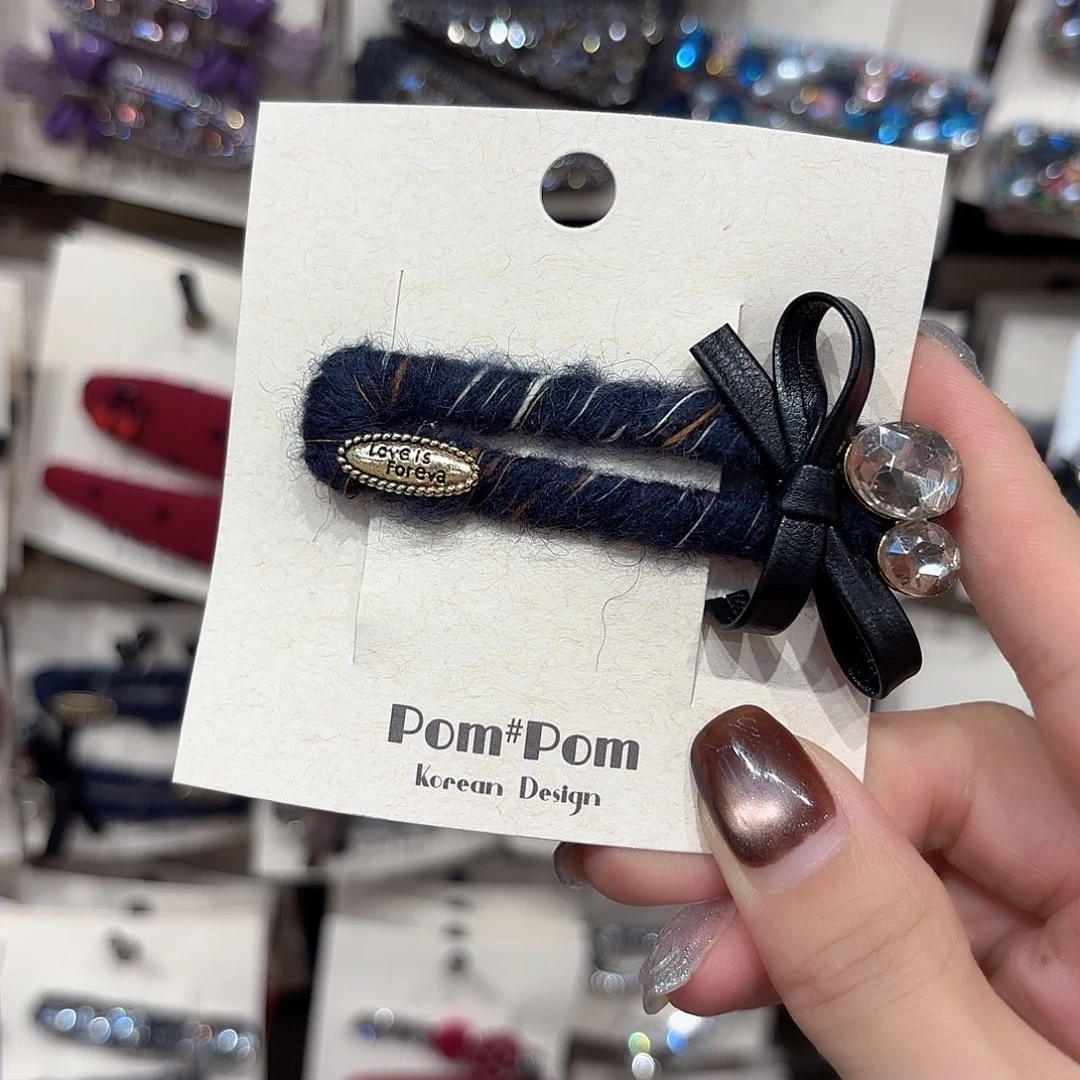 Love is
Foreva
Pom#Pom
Korean Design